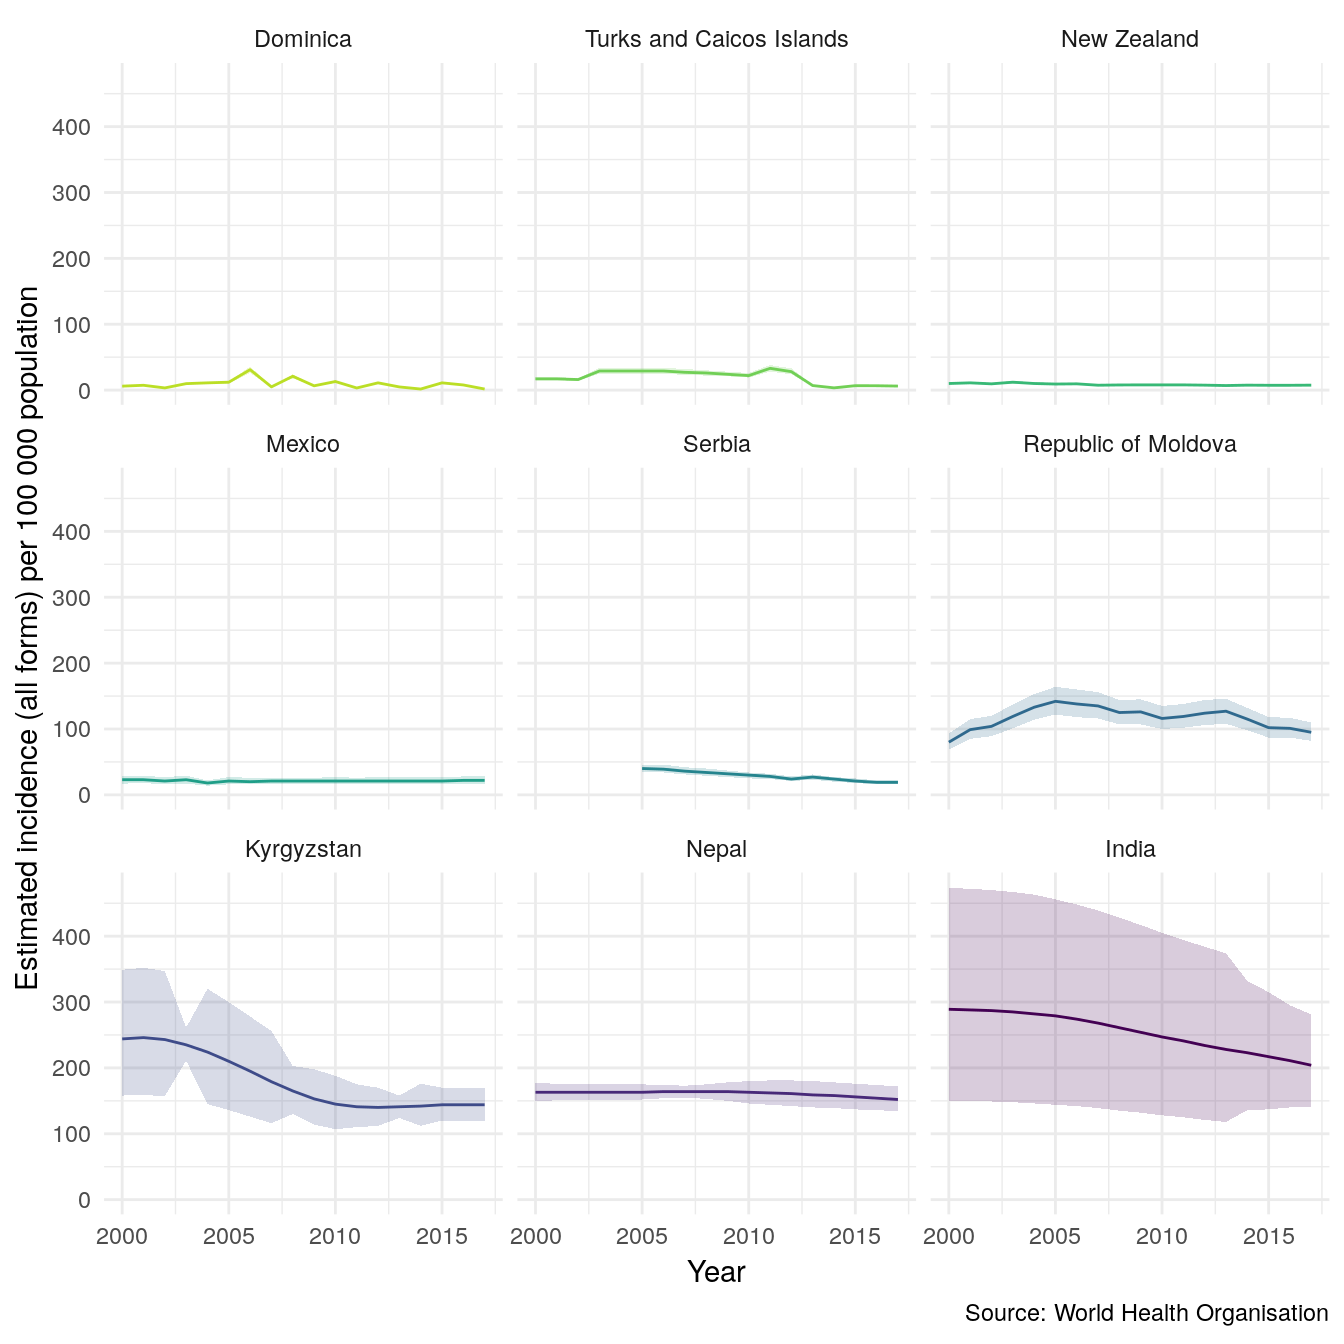 Dominica
Turks and Caicos Islands
New Zealand
400
300
200
100
0
Mexico
Serbia
Republic of Moldova
400
300
200
100
0
Kyrgyzstan
Nepal
India
400
300
200
100
0
2000 2005 2010 2015
2000 2005 2010 2015
2000 2005 2010 2015
Estimated incidence (all forms) per 100 000 population
Year
Source: World Health Organisation